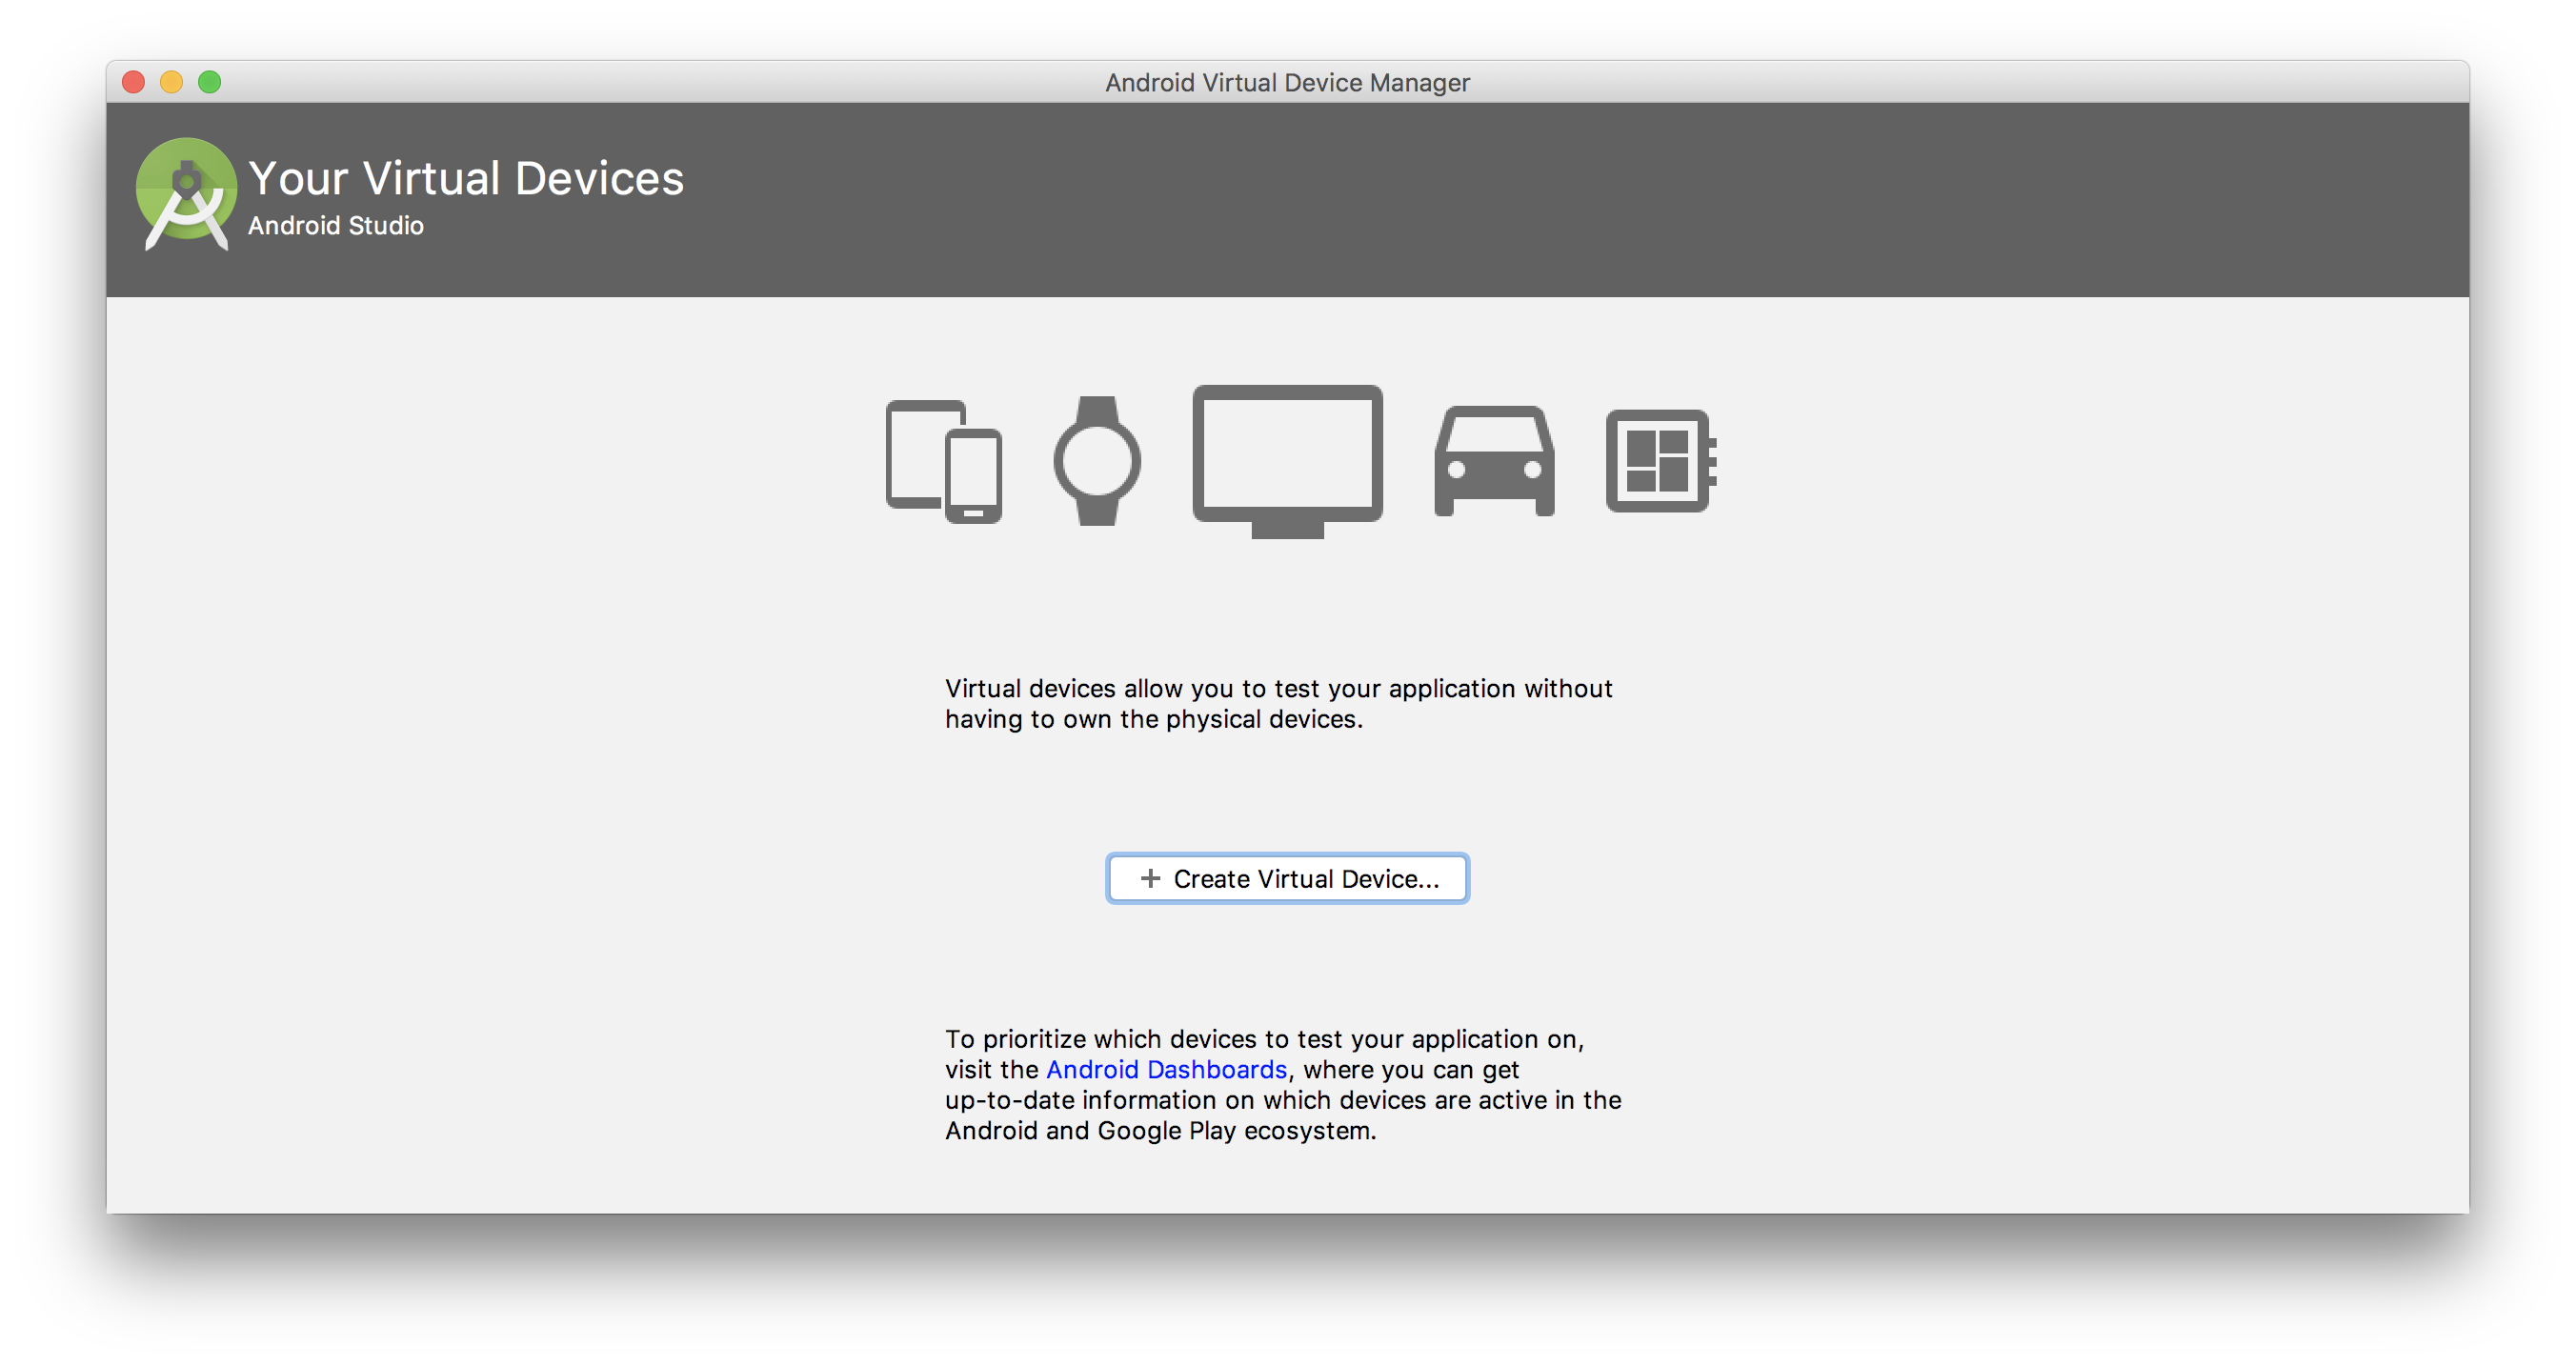 Android Virtual Device Manager
Your Virtual Devices
Android Studio
Virtual devices allow you to test your application without
having to own the physical devices.
Create Virtual Device...
To prioritize which devices to test your application on,
visit the Android Dashboards, where you can get
up-to-date information on which devices are active in the
Android and Google Play ecosystem.